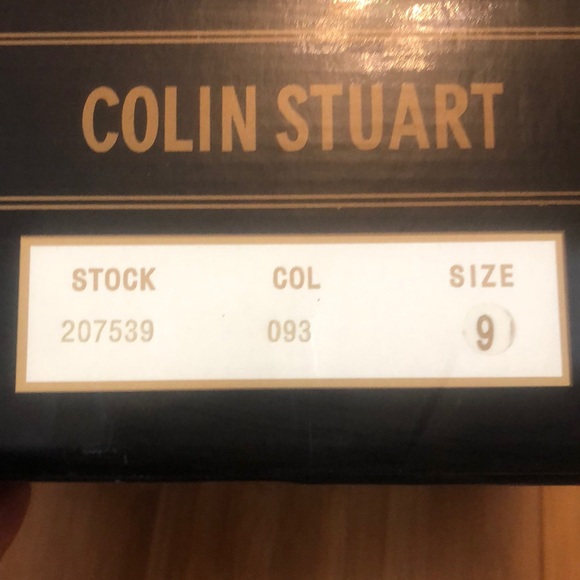 COLIN STUART
STOCK COL SIZE
207539 093 9